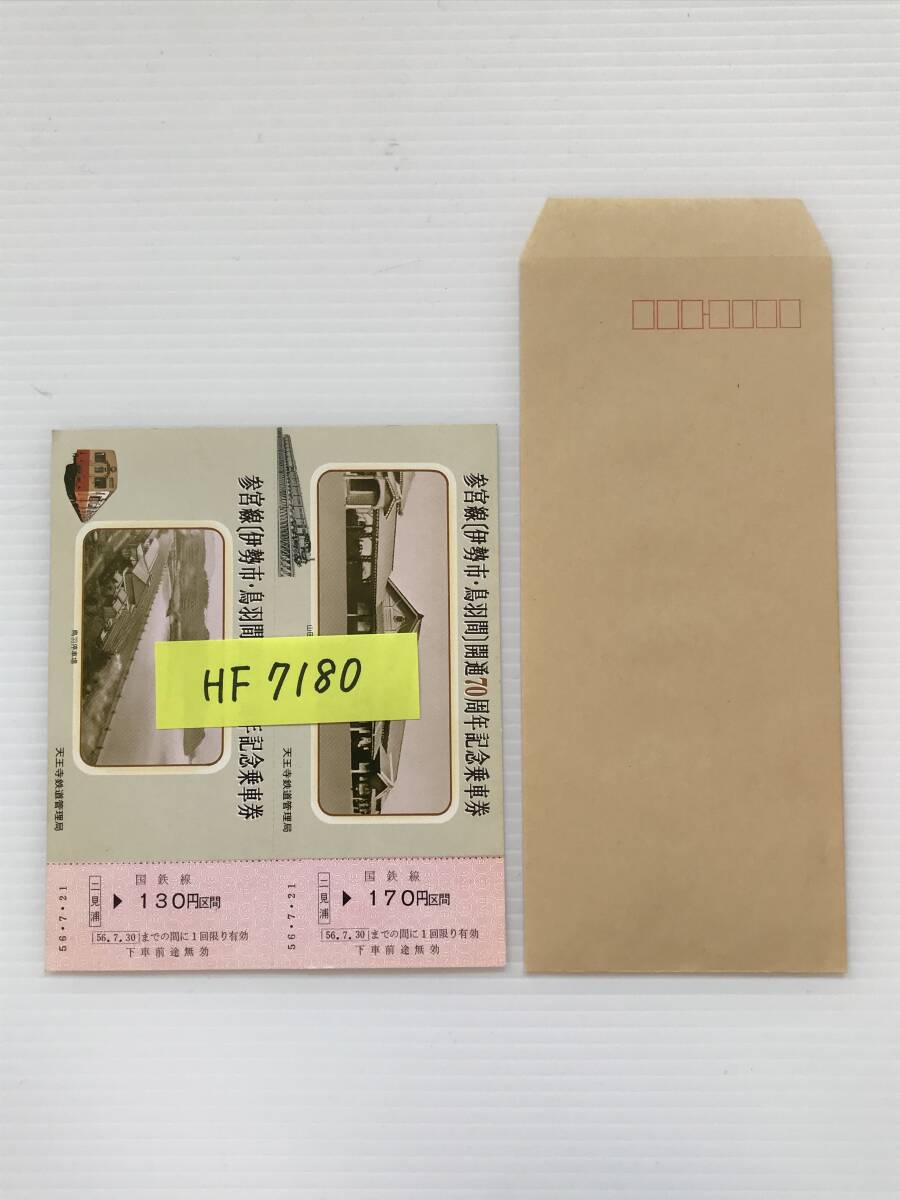 参宮線(伊勢市・鳥羽間)開通70周年記念乗車券
天王寺鉄道管理局
国鉄線
二見浦
▶170円区間
56.7.30までの間に1回限り有効
下車前途無効
56.7.21
参宮線(伊勢市・鳥羽間
年記念乗車券
鳥羽停車場
天王寺鉄道管理局
国鉄線
二見浦
▶130円区間
56.7.30までの間に1回限り有効
下車前途無効
56.7.21
HF 7180